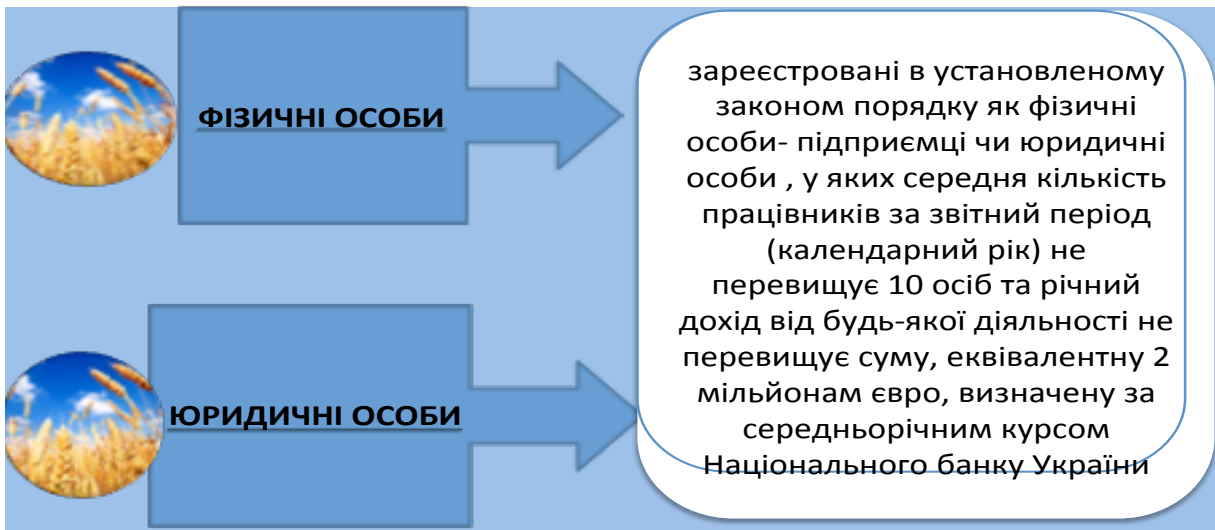 ФІЗИЧНІ ОСОБИ
ЮРИДИЧНІ ОСОБИ
зареєстровані в установленому
законом порядку як фізичні
особи- підприємці чи юридичні
особи , у яких середня кількість
працівників за звітний період
(календарний рік) не
перевищує 10 осіб та річний
дохід від будь-якої діяльності не
перевищує суму, еквівалентну 2
мільйонам євро, визначену за
середньорічним курсом
Національного банку України